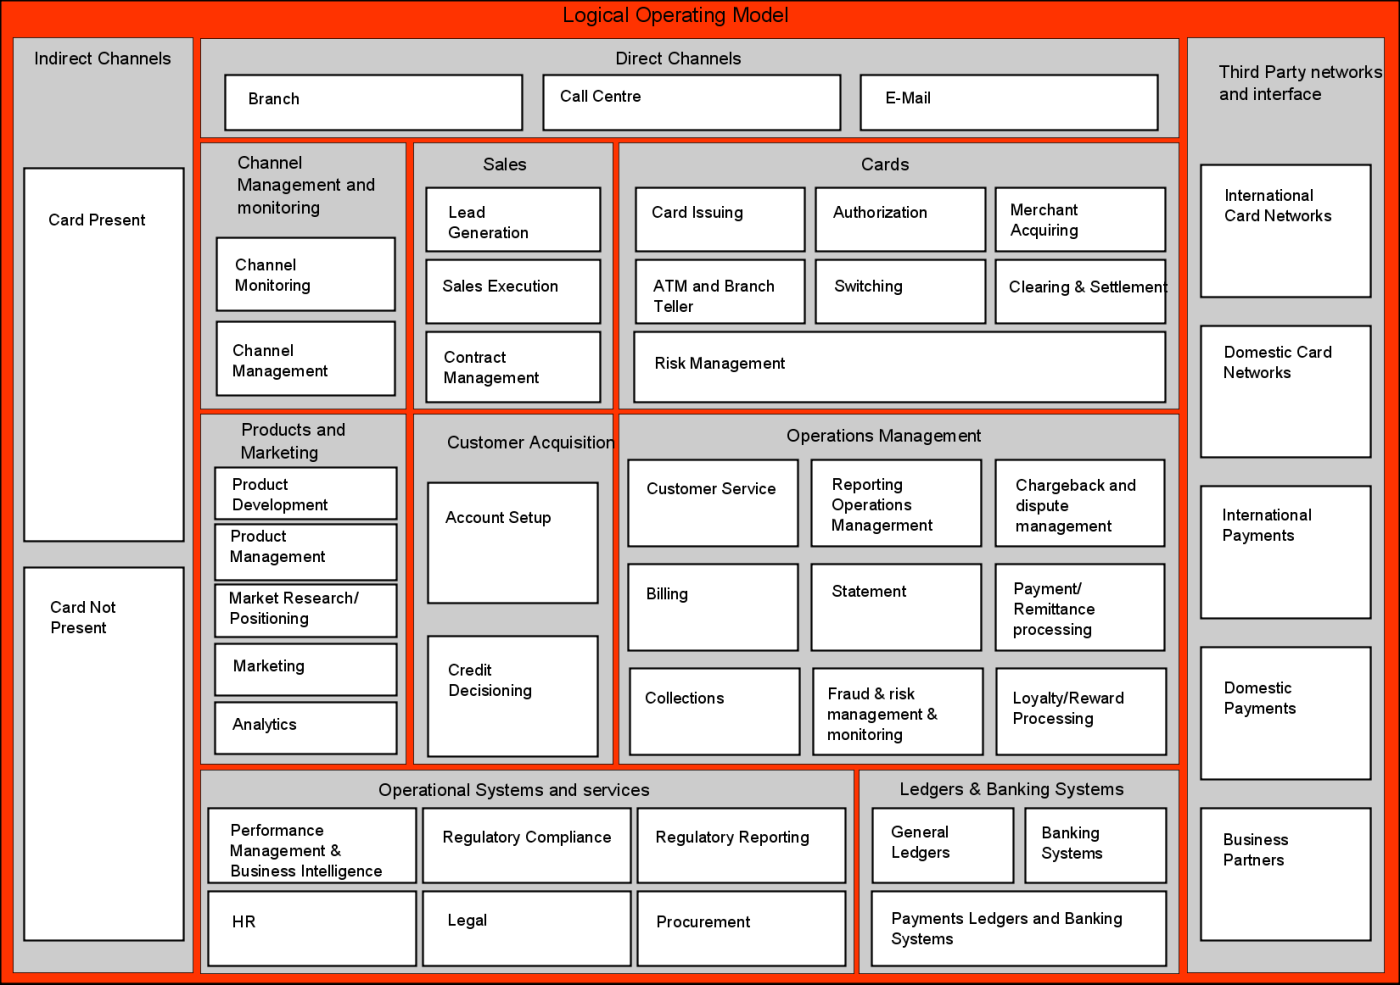 Logical Operating Model
Indirect Channels
Card Present
Card Not
Present
Direct Channels
Branch
Call Centre
E-Mail
Channel
Management and
monitoring
Channel
Monitoring
Channel
Management
Sales
Lead
Generation
Sales Execution
Contract
Management
Cards
Card Issuing
Authorization
Merchant
Acquiring
ATM and Branch
Teller
Switching
Clearing & Settlement
Risk Management
Products and
Marketing
Product
Development
Product
Management
Market Research/
Positioning
Marketing
Analytics
Customer Acquisition
Account Setup
Credit
Decisioning
Operations Management
Customer Service
Reporting
Operations
Managerment
Chargeback and
dispute
management
Billing
Statement
Payment/
Remittance
processing
Collections
Fraud & risk
management &
monitoring
Loyalty/Reward
Processing
Operational Systems and services
Performance
Management &
Business Intelligence
Regulatory Compliance
Regulatory Reporting
HR
Legal
Procurement
Ledgers & Banking Systems
General
Ledgers
Banking
Systems
Payments Ledgers and Banking
Systems
Third Party networks
and interface
International
Card Networks
Domestic Card
Networks
International
Payments
Domestic
Payments
Business
Partners